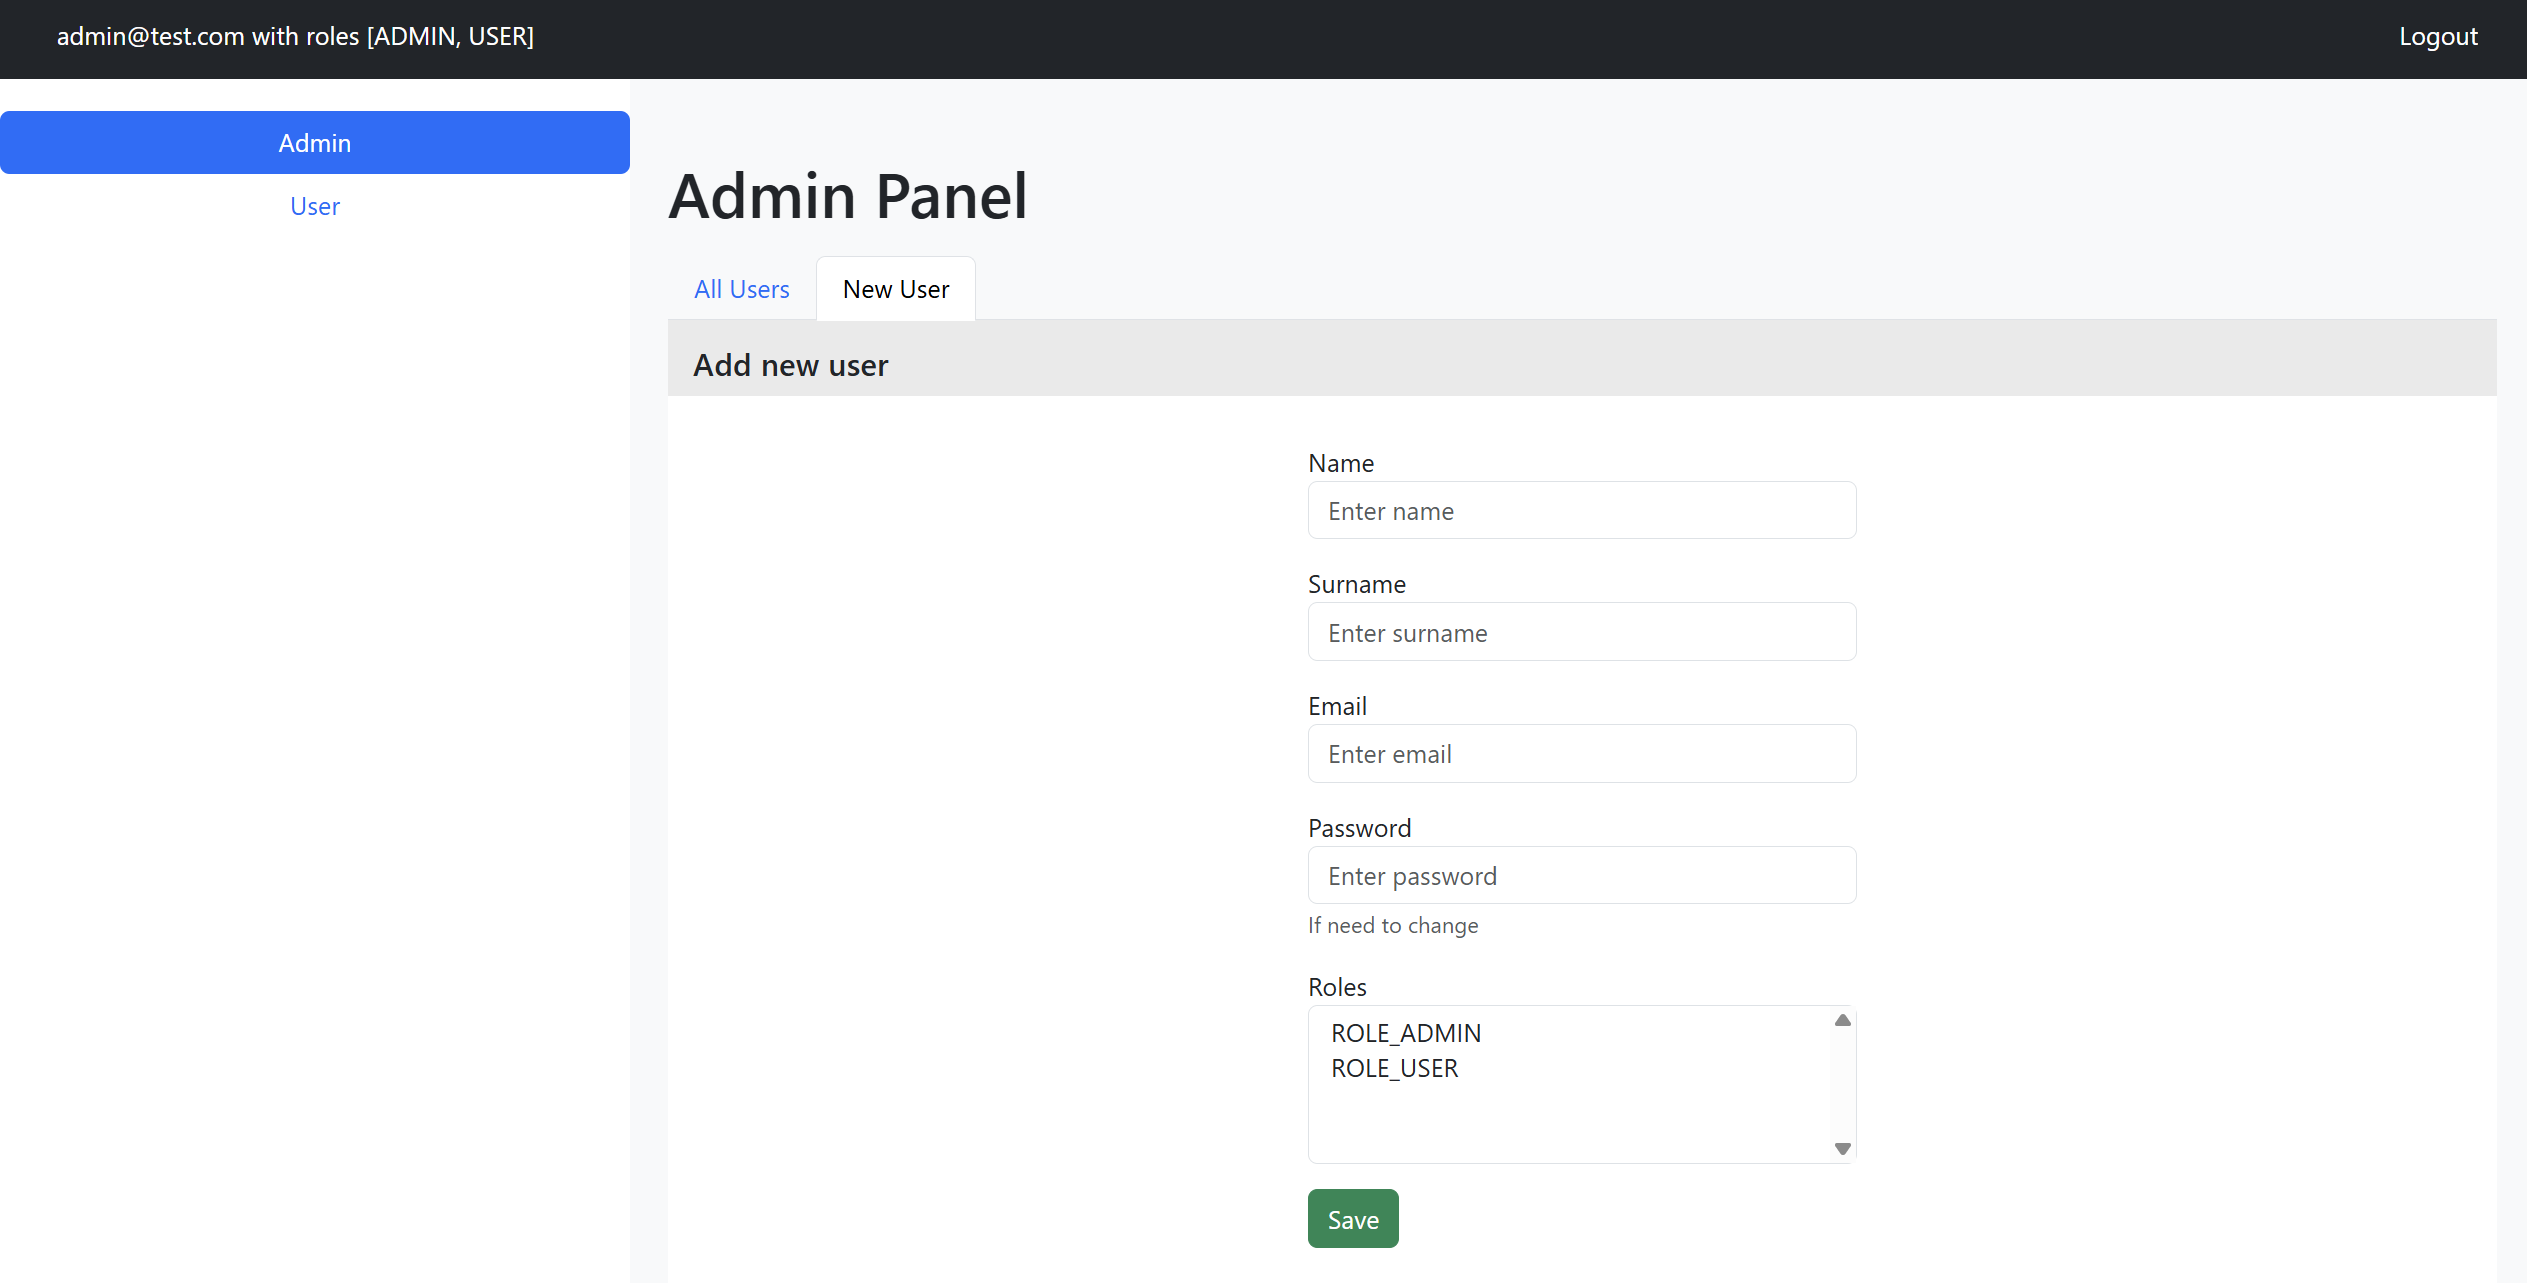 admin@test.com with roles [ADMIN, USER]
Logout
Admin
User
Admin Panel
All Users
New User
Add new user
Name
Enter name
Surname
Enter surname
Email
Enter email
Password
Enter password
If need to change
Roles
ROLE_ADMIN
ROLE_USER
Save